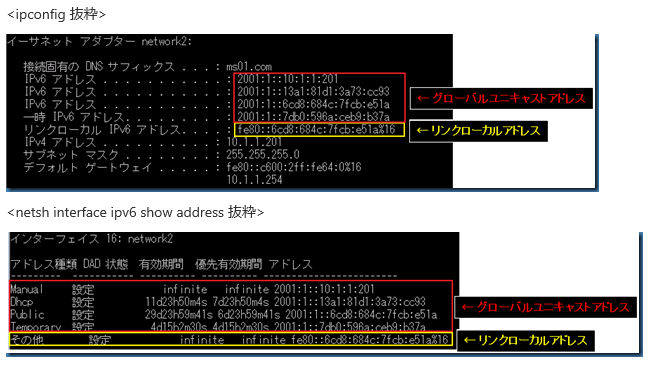 <ipconfig 抜粋>
イーサネット アダプター network2:
接続固有の DNS サフィックス . . . : ms01.com
IPv6 アドレス . . . . . . . . . . . : 2001:1::10:1:1:201
IPv6 アドレス . . . . . . . . . . . : 2001:1::13a1:81d1:3a73:cc93
IPv6 アドレス . . . . . . . . . . . : 2001:1::6cd8:684c:7fcb:e51a
一時 IPv6 アドレス. . . . . . . . . : 2001:1::7db0:596a:ceb9:b37a
←グローバルユニキャストアドレス
リンクローカル IPv6 アドレス. . . . : fe80::6cd8:684c:7fcb:e51a%16
←リンクローカルアドレス
IPv4 アドレス . . . . . . . . . . . : 10.1.1.201
サブネット マスク . . . . . . . . . : 255.255.255.0
デフォルト ゲートウェイ . . . . . . : fe80::c600:2ff:fe64:0%16
10.1.1.254
<netsh interface ipv6 show address 抜粋>
インターフェイス 16: network2
アドレス種類 DAD 状態 有効期間 優先有効期間 アドレス
--------- ----------- ---------- ---------- ------------------------
Manual 設定 infinite infinite 2001:1::10:1:1:201
Dhcp 設定 11d23h50m4s 7d23h50m4s 2001:1::13a1:81d1:3a73:cc93
Public 設定 29d23h59m41s 6d23h59m41s 2001:1::6cd8:684c:7fcb:e51a
Temporary 設定 4d15h2m30s 4d15h2m30s 2001:1::7db0:596a:ceb9:b37a
←グローバルユニキャストアドレス
その他 設定 infinite infinite fe80::6cd8:684c:7fcb:e51a%16
←リンクローカルアドレス